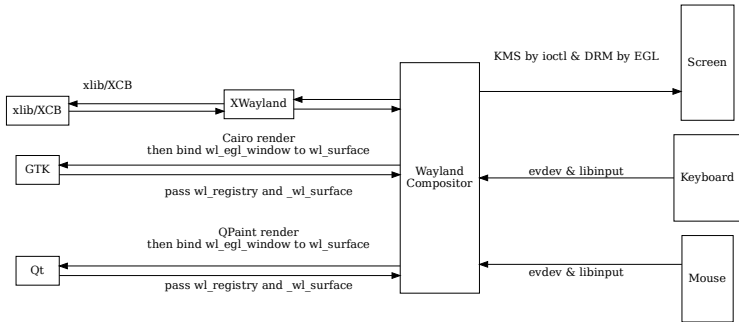 KMS by ioctl & DRM by EGL
Screen
xlib/XCB
XWayland
xlib/XCB
Cairo render
then bind wl_egl_window to wl_surface
GTK
pass wl_registry and _wl_surface
Wayland
Compositor
evdev & libinput
Keyboard
QPaint render
then bind wl_egl_window to wl_surface
Qt
pass wl_registry and _wl_surface
evdev & libinput
Mouse